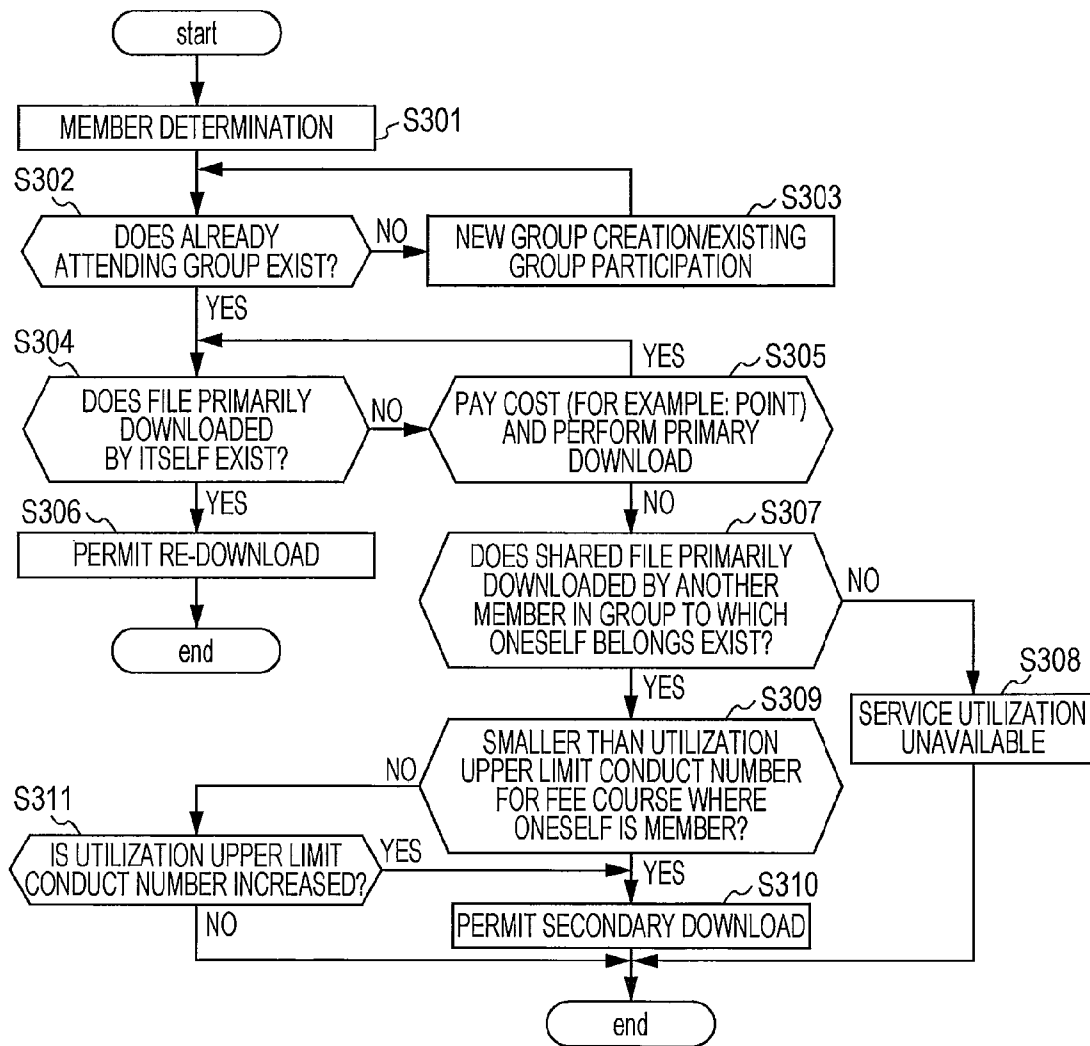 start
MEMBER DETERMINATION
S301
S302
DOES ALREADY
ATTENDING GROUP EXIST?
NO
S303
NEW GROUP CREATION/EXISTING
GROUP PARTICIPATION
YES
S304
DOES FILE PRIMARILY
DOWNLOADED
BY ITSELF EXIST?
NO
YES
S305
PAY COST (FOR EXAMPLE: POINT)
AND PERFORM PRIMARY
DOWNLOAD
YES
S306
PERMIT RE-DOWNLOAD
end
NO
S307
DOES SHARED FILE PRIMARILY
DOWNLOADED BY ANOTHER
MEMBER IN GROUP TO WHICH
ONESELF BELONGS EXIST?
NO
S308
SERVICE UTILIZATION
UNAVAILABLE
YES
S309
SMALLER THAN UTILIZATION
UPPER LIMIT CONDUCT NUMBER
FOR FEE COURSE WHERE
ONESELF IS MEMBER?
NO
S311
IS UTILIZATION UPPER LIMIT
CONDUCT NUMBER INCREASED?
YES
NO
YES
S310
PERMIT SECONDARY DOWNLOAD
end